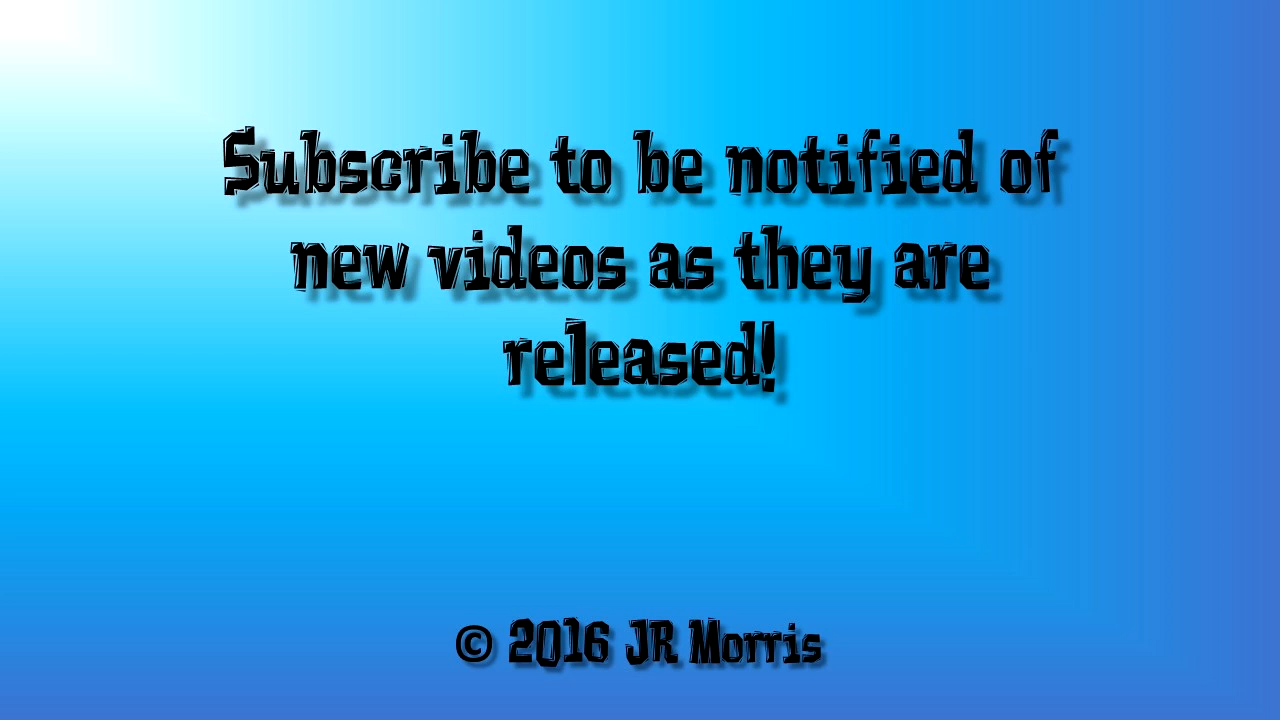 Subscribe to be notified of
new videos as they are
released!
© 2016 JR Morris